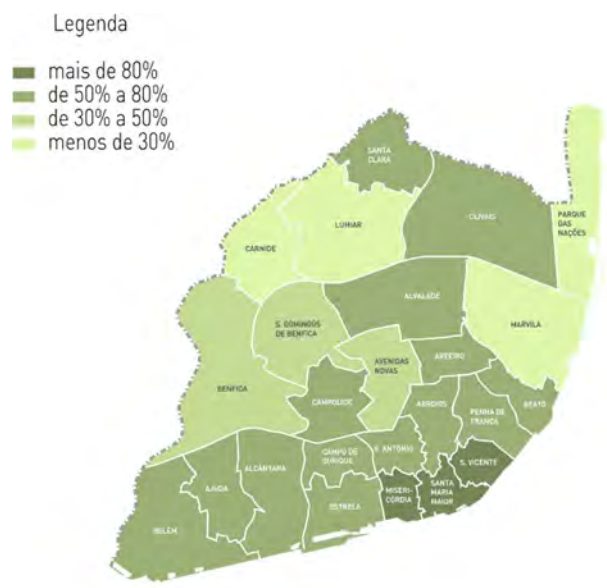 Legenda
mais de 80%
de 50% a 80%
de 30% a 50%
menos de 30%
SANTA
CLARA
OLIVAIS
PARQUE
DAS
NAÇÕES
LUMIAR
CARNIDE
ALVALADE
MARVILA
S. DOMINGOS
DE BENFICA
AVENIDAS
NOVAS
AREEIRO
BENFICA
CAMPOLIDE
ARROIOS
PENHA DE
FRANÇA
BEATO
CAMPO DE
OURIQUE
S. ANTÓNIO
S. VICENTE
ALCÂNTARA
AJUDA
MISERI-
CÓRDIA
SANTA
MARIA
MAIOR
ESTRELA
BELÉM